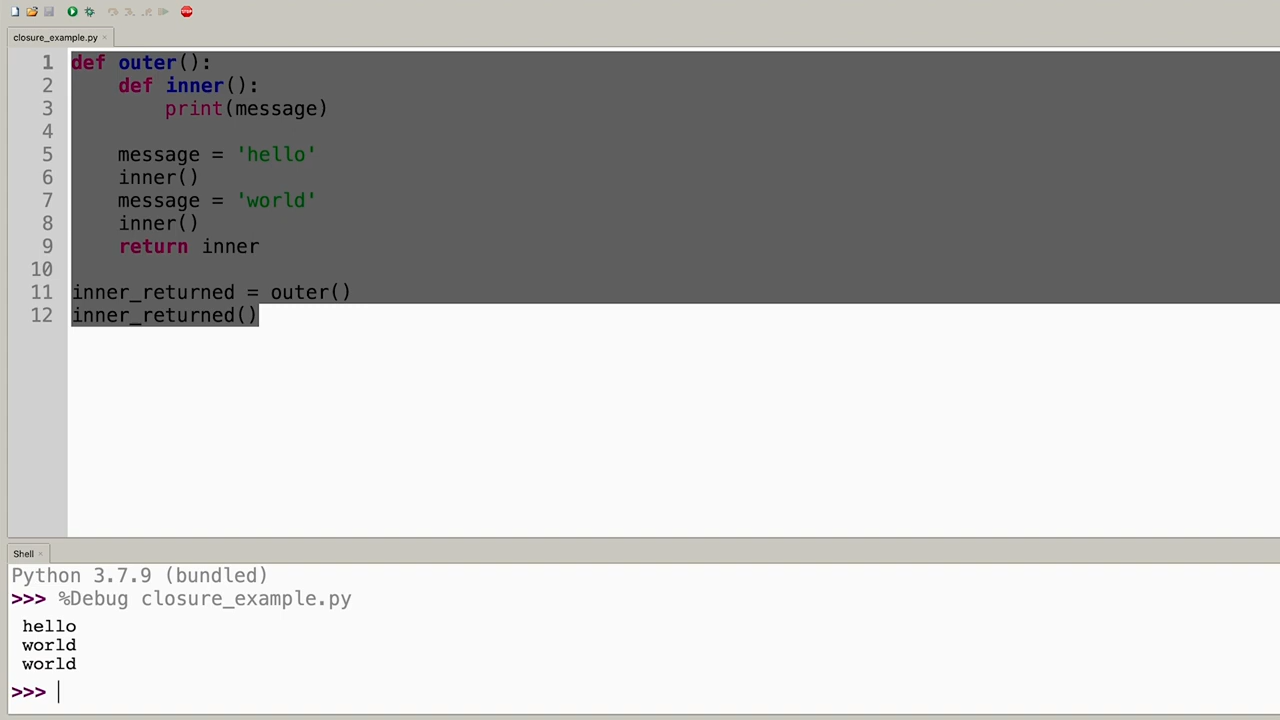 closure_example.py ×
1 def outer():
2     def inner():
3         print(message)
4
5     message = 'hello'
6     inner()
7     message = 'world'
8     inner()
9     return inner
10
11 inner_returned = outer()
12 inner_returned()
Shell ×
Python 3.7.9 (bundled)
>>> %Debug closure_example.py
hello
world
world
>>>